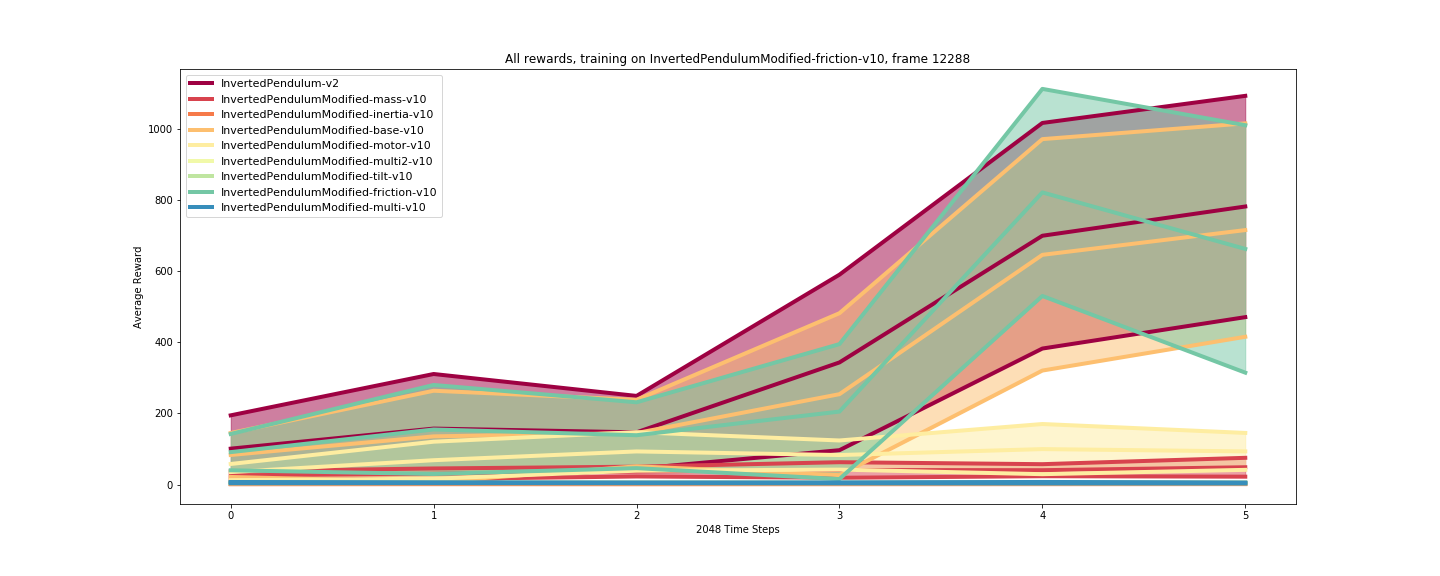 All rewards, training on InvertedPendulumModified-friction-v10, frame 12288
InvertedPendulum-v2
InvertedPendulumModified-mass-v10
InvertedPendulumModified-inertia-v10
InvertedPendulumModified-base-v10
InvertedPendulumModified-motor-v10
InvertedPendulumModified-multi2-v10
InvertedPendulumModified-tilt-v10
InvertedPendulumModified-friction-v10
InvertedPendulumModified-multi-v10
Average Reward
1000
800
600
400
200
0
0 1 2 3 4 5
2048 Time Steps